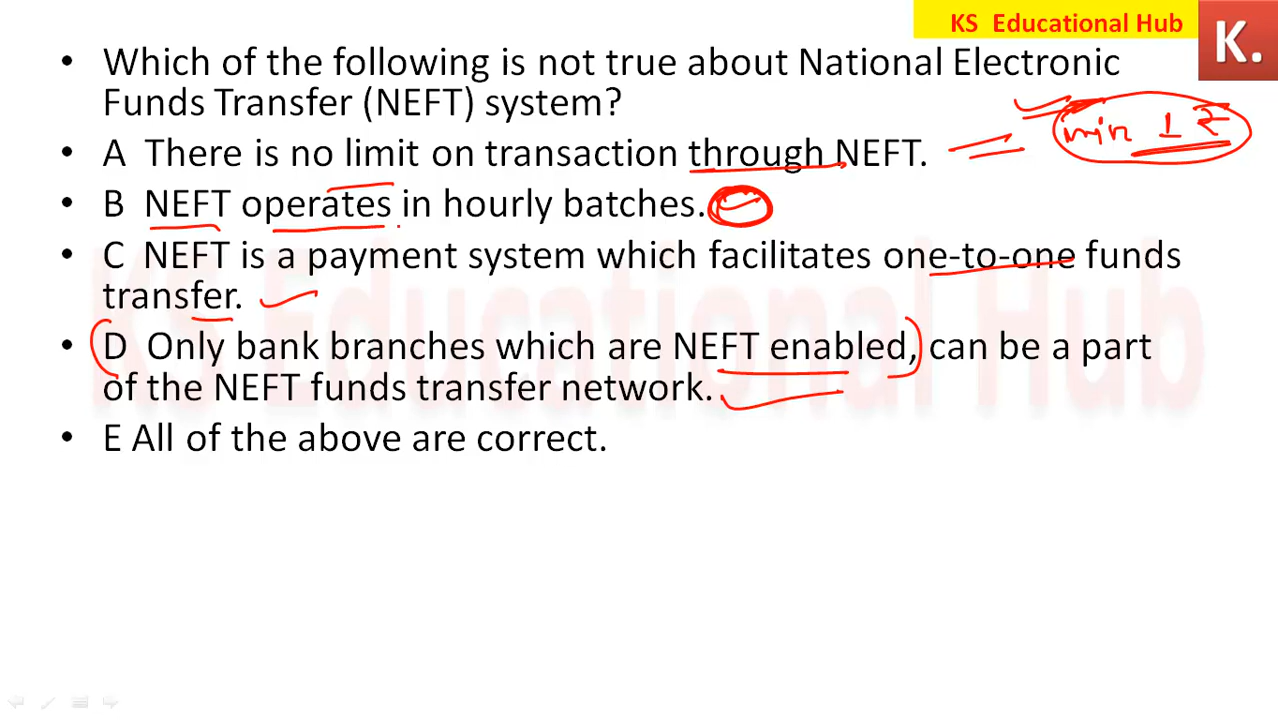 KS Educational Hub
K.
• Which of the following is not true about National Electronic
Funds Transfer (NEFT) system?
min 1 ₹
• A There is no limit on transaction through NEFT.
• B NEFT operates in hourly batches.
• C NEFT is a payment system which facilitates one-to-one funds
transfer.
• D Only bank branches which are NEFT enabled, can be a part
of the NEFT funds transfer network.
• E All of the above are correct.
KS Educational Hub